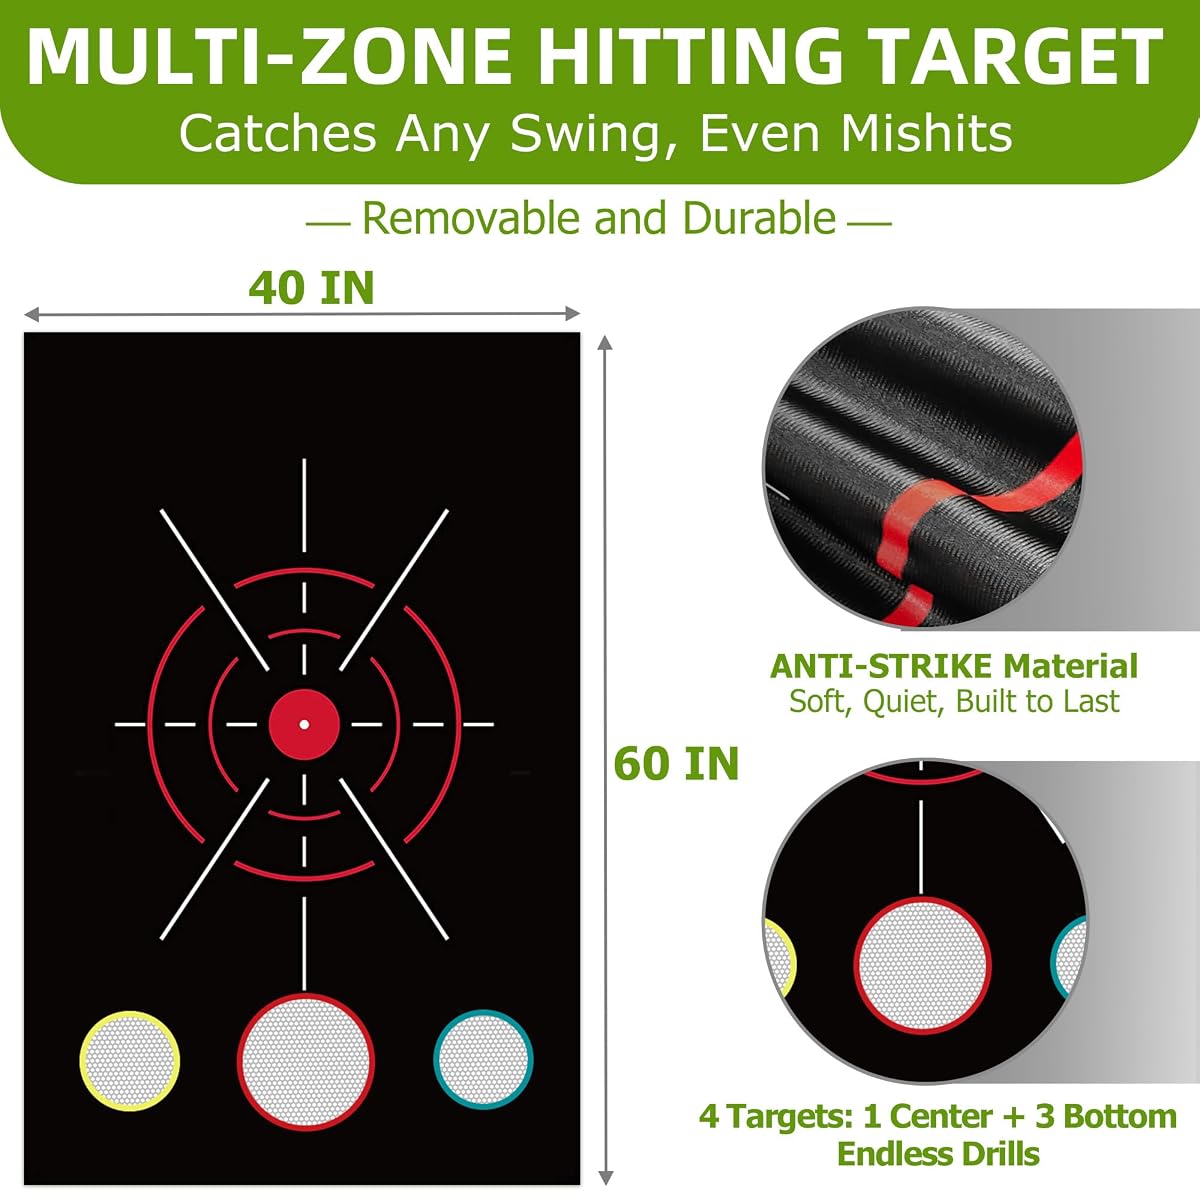 MULTI-ZONE HITTING TARGET
Catches Any Swing, Even Mishits
Removable and Durable
40 IN
60 IN
ANTI-STRIKE Material
Soft, Quiet, Built to Last
4 Targets: 1 Center + 3 Bottom
Endless Drills